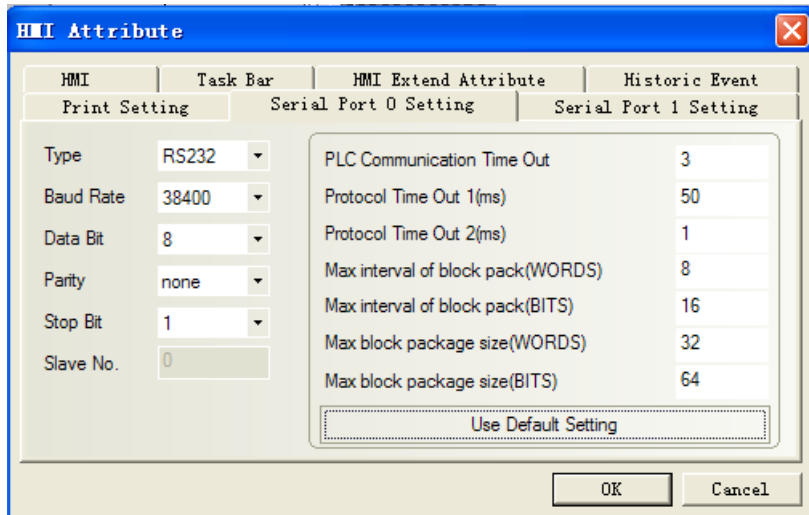 HMI Attribute
HMI Task Bar HMI Extend Attribute Historic Event
Print Setting Serial Port 0 Setting Serial Port 1 Setting
Type RS232
Baud Rate 38400
Data Bit 8
Parity none
Stop Bit 1
Slave No. 0
PLC Communication Time Out 3
Protocol Time Out 1(ms) 50
Protocol Time Out 2(ms) 1
Max interval of block pack(WORDS) 8
Max interval of block pack(BITS) 16
Max block package size(WORDS) 32
Max block package size(BITS) 64
Use Default Setting
OK Cancel